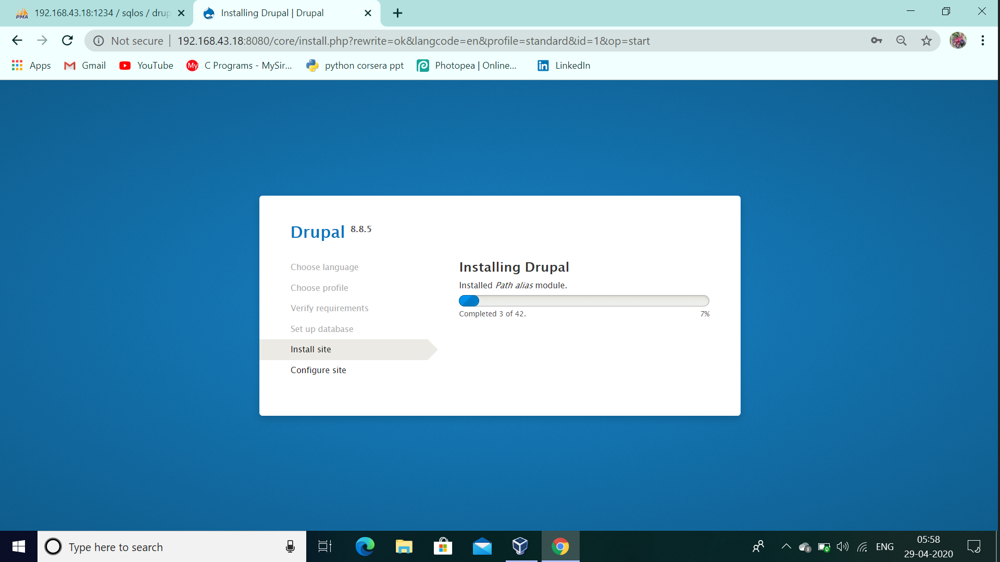 PMA 192.168.43.18:1234 / sqlos / drup
Installing Drupal | Drupal
Not secure | 192.168.43.18:8080/core/install.php?rewrite=ok&langcode=en&profile=standard&id=1&op=start
Apps Gmail YouTube My C Programs - MySir... python corsera ppt Photopea | Online... in LinkedIn
Drupal 8.8.5
Choose language
Choose profile
Verify requirements
Set up database
Install site
Configure site
Installing Drupal
Installed Path alias module.
Completed 3 of 42. 7%
Type here to search
ENG
05:58
29-04-2020